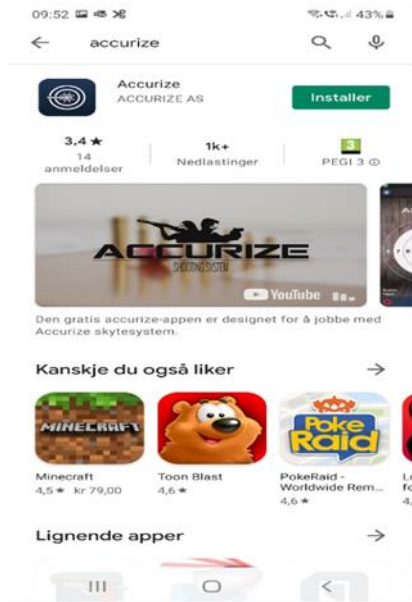 09:52
43%
accurize
Accurize
ACCURIZE AS
Installer
3,4 ★
14
anmeldelser
1k+
Nedlastinger
3
PEGI 3
ACCURIZE
SHOOTING SYSTEM
YouTube
Den gratis accurize-appen er designet for å jobbe med
Accurize skytesystem.
Kanskje du også liker
MINECRAFT
Poke
Raid
Minecraft
4,5 ★ kr 79,00
Toon Blast
4,6 ★
PokeRaid -
Worldwide Rem...
4,6 ★
Lignende apper